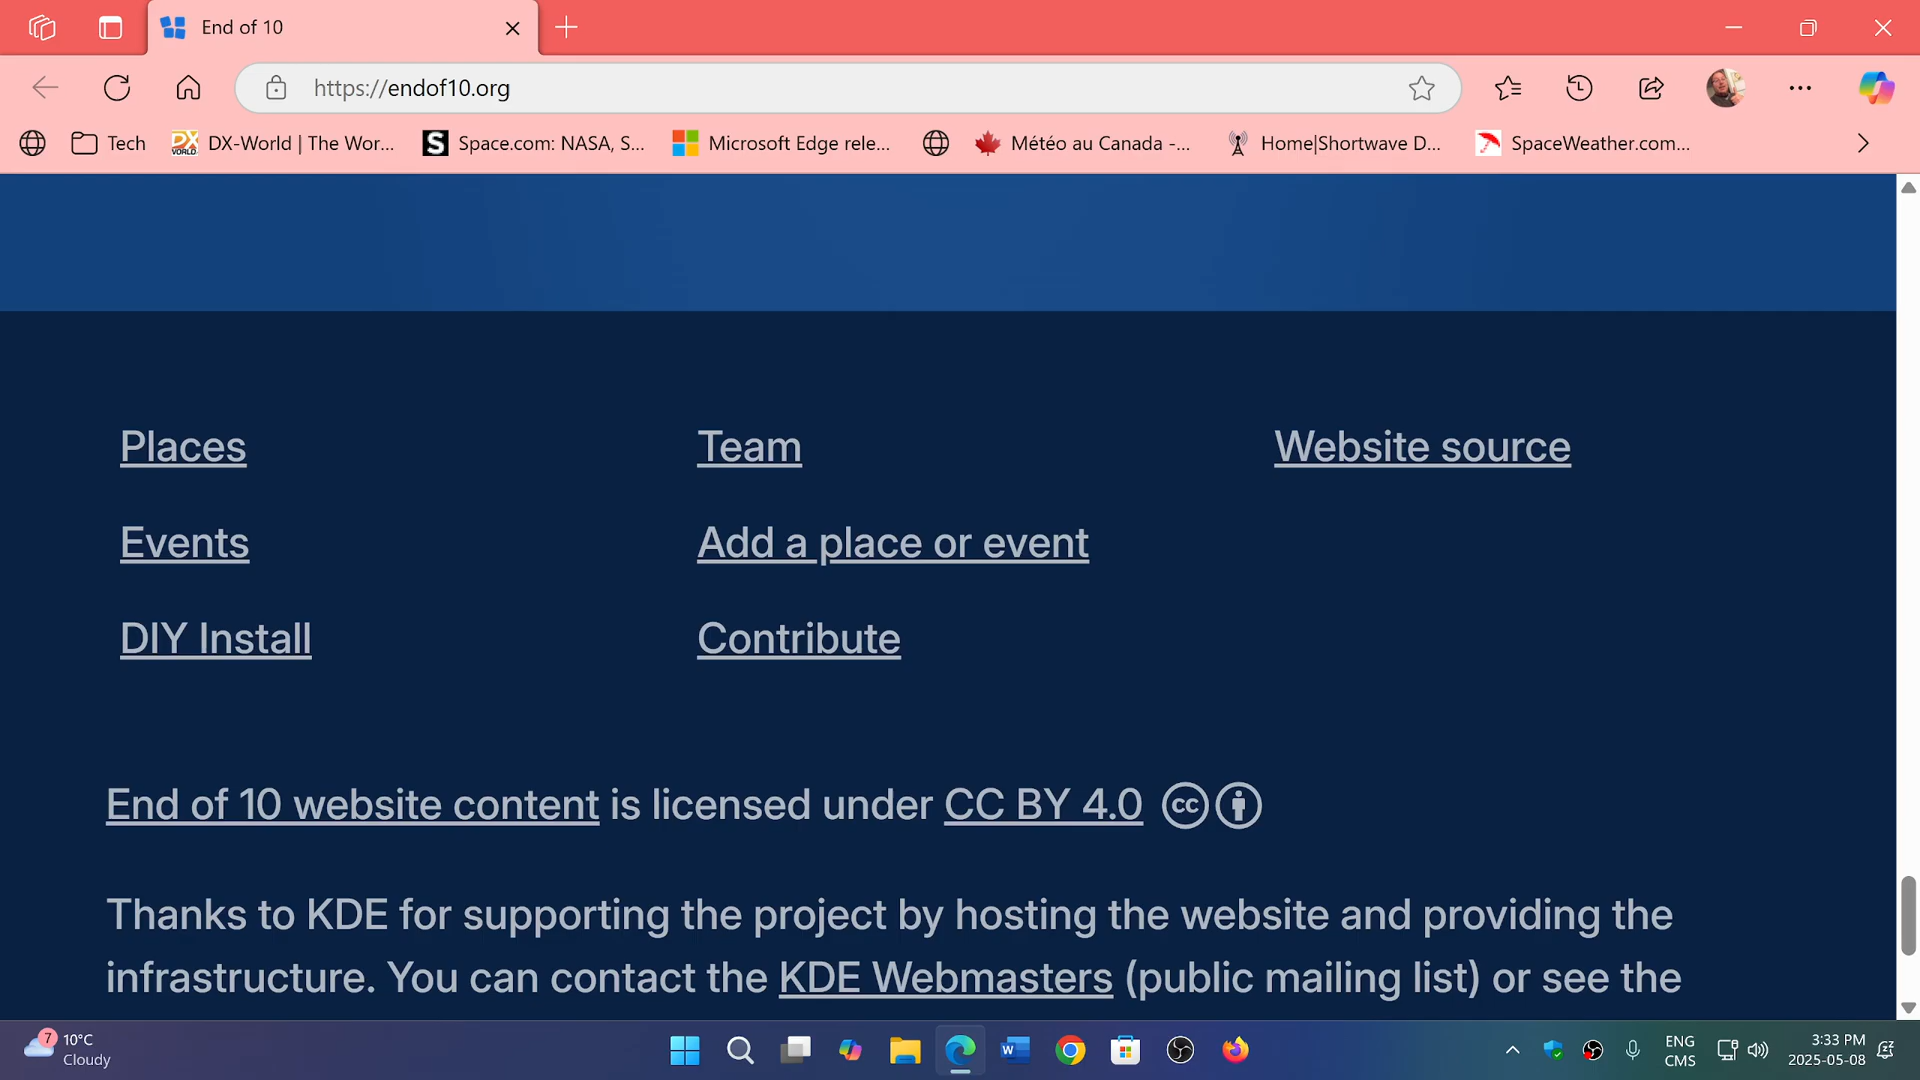 End of 10
https://endof10.org
Tech
DX-World | The Wor...
Space.com: NASA, S...
Microsoft Edge rele...
Météo au Canada -...
Home|Shortwave D...
SpaceWeather.com...
Places
Team
Website source
Events
Add a place or event
DIY Install
Contribute
End of 10 website content is licensed under CC BY 4.0
Thanks to KDE for supporting the project by hosting the website and providing the
infrastructure. You can contact the KDE Webmasters (public mailing list) or see the
7
10°C
Cloudy
ENG
CMS
3:33 PM
2025-05-08